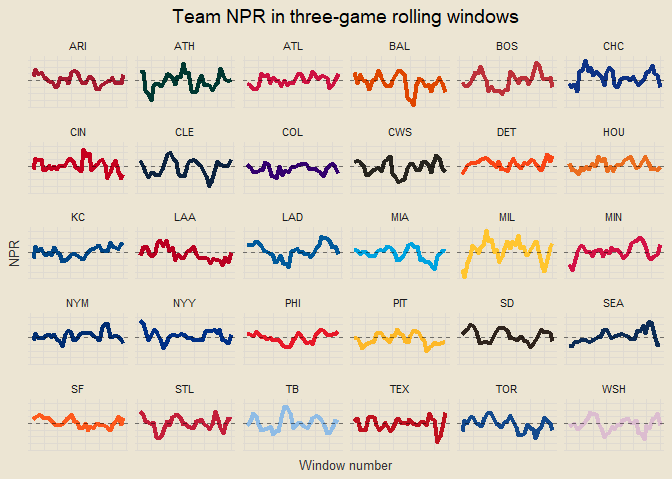 Team NPR in three-game rolling windows
ARI ATH ATL BAL BOS CHC
CIN CLE COL CWS DET HOU
KC LAA LAD MIA MIL MIN
NYM NYY PHI PIT SD SEA
SF STL TB TEX TOR WSH
NPR
Window number